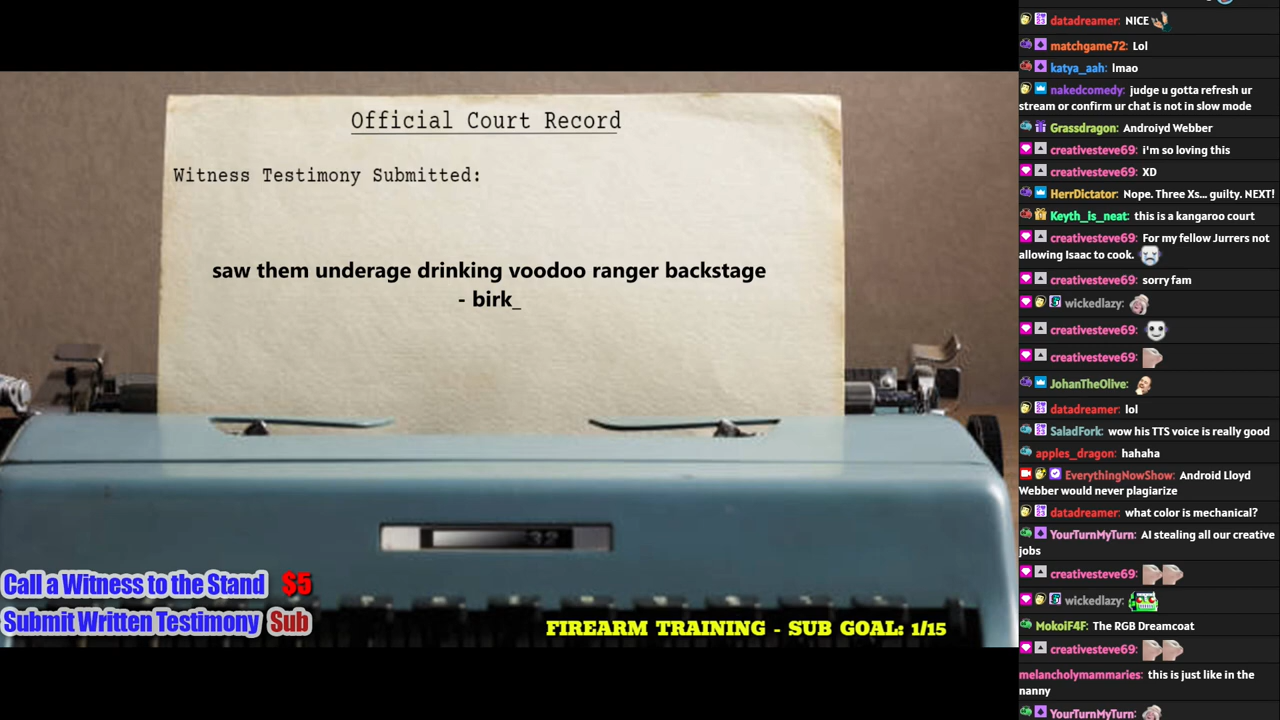 Official Court Record
Witness Testimony Submitted:
saw them underage drinking voodoo ranger backstage
- birk_
32
Call a Witness to the Stand $5
Submit Written Testimony Sub
FIREARM TRAINING - SUB GOAL: 1/15
datadreamer: NICE
matchgame72: Lol
katya_aah: lmao
nakedcomedy: judge u gotta refresh ur
stream or confirm ur chat is not in slow mode
Grassdragon: Androiyd Webber
creativesteve69: i'm so loving this
creativesteve69: XD
HerrDictator: Nope. Three Xs... guilty. NEXT!
Keyth_is_neat: this is a kangaroo court
creativesteve69: For my fellow Jurrers not
allowing Isaac to cook.
creativesteve69: sorry fam
wickedlazy:
creativesteve69:
creativesteve69:
JohanTheOlive:
datadreamer: lol
SaladFork: wow his TTS voice is really good
apples_dragon: hahaha
EverythingNowShow: Android Lloyd
Webber would never plagiarize
datadreamer: what color is mechanical?
YourTurnMyTurn: AI stealing all our creative
jobs
creativesteve69:
wickedlazy:
MokoiF4F: The RGB Dreamcoat
creativesteve69:
melancholymammaries: this is just like in the
nanny
YourTurnMyTurn: